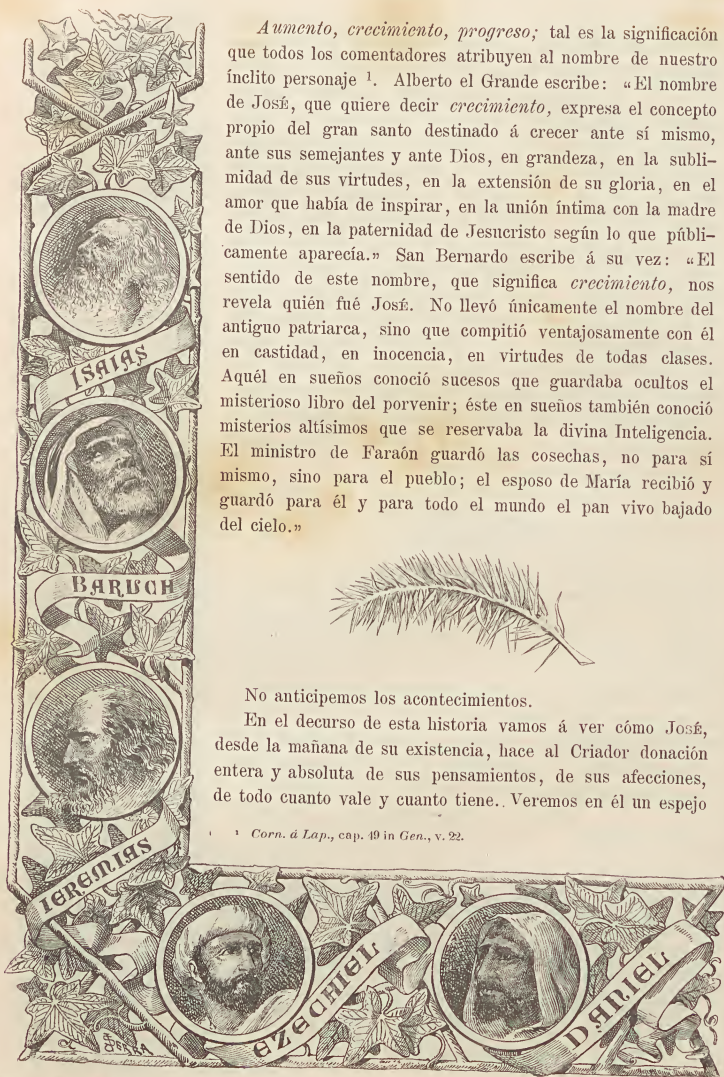 Aumento, crecimiento, progreso; tal es la significación
que todos los comentadores atribuyen al nombre de nuestro
ínclito personaje ¹. Alberto el Grande escribe: «El nombre
de José, que quiere decir crecimiento, expresa el concepto
propio del gran santo destinado á crecer ante sí mismo,
ante sus semejantes y ante Dios, en grandeza, en la subli-
midad de sus virtudes, en la extensión de su gloria, en el
amor que había de inspirar, en la unión íntima con la madre
de Dios, en la paternidad de Jesucristo según lo que públi-
camente aparecía.» San Bernardo escribe á su vez: «El
sentido de este nombre, que significa crecimiento, nos
revela quién fué José. No llevó únicamente el nombre del
antiguo patriarca, sino que compitió ventajosamente con él
en castidad, en inocencia, en virtudes de todas clases.
Aquél en sueños conoció sucesos que guardaba ocultos el
misterioso libro del porvenir; éste en sueños también conoció
misterios altísimos que se reservaba la divina Inteligencia.
El ministro de Faraón guardó las cosechas, no para sí
mismo, sino para el pueblo; el esposo de María recibió y
guardó para él y para todo el mundo el pan vivo bajado
del cielo.»
No anticipemos los acontecimientos.
En el decurso de esta historia vamos á ver cómo José,
desde la mañana de su existencia, hace al Criador donación
entera y absoluta de sus pensamientos, de sus afecciones,
de todo cuanto vale y cuanto tiene.. Veremos en él un espejo
¹ Corn. á Lap., cap. 49 in Gen., v. 22.
ISAIAS
BARUCH
IEREMIAS
EZECHIEL
DANIEL